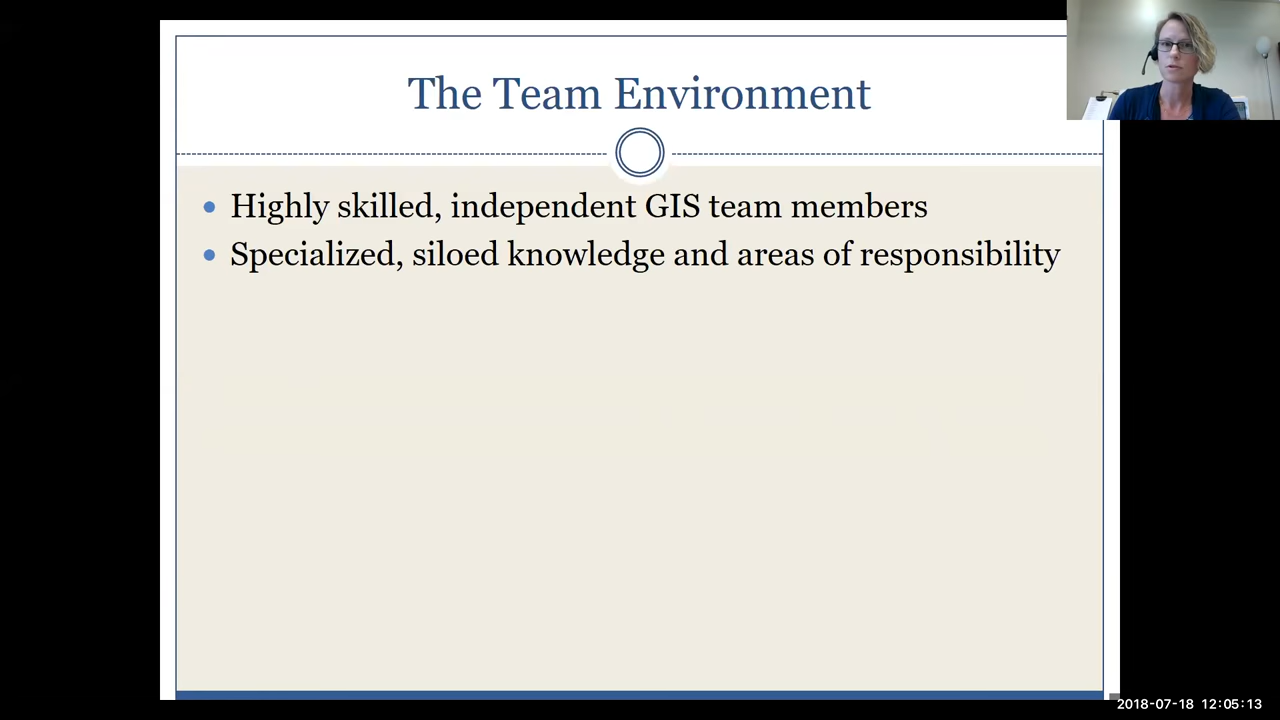 The Team Environment
Highly skilled, independent GIS team members
Specialized, siloed knowledge and areas of responsibility
2018-07-18 12:05:13